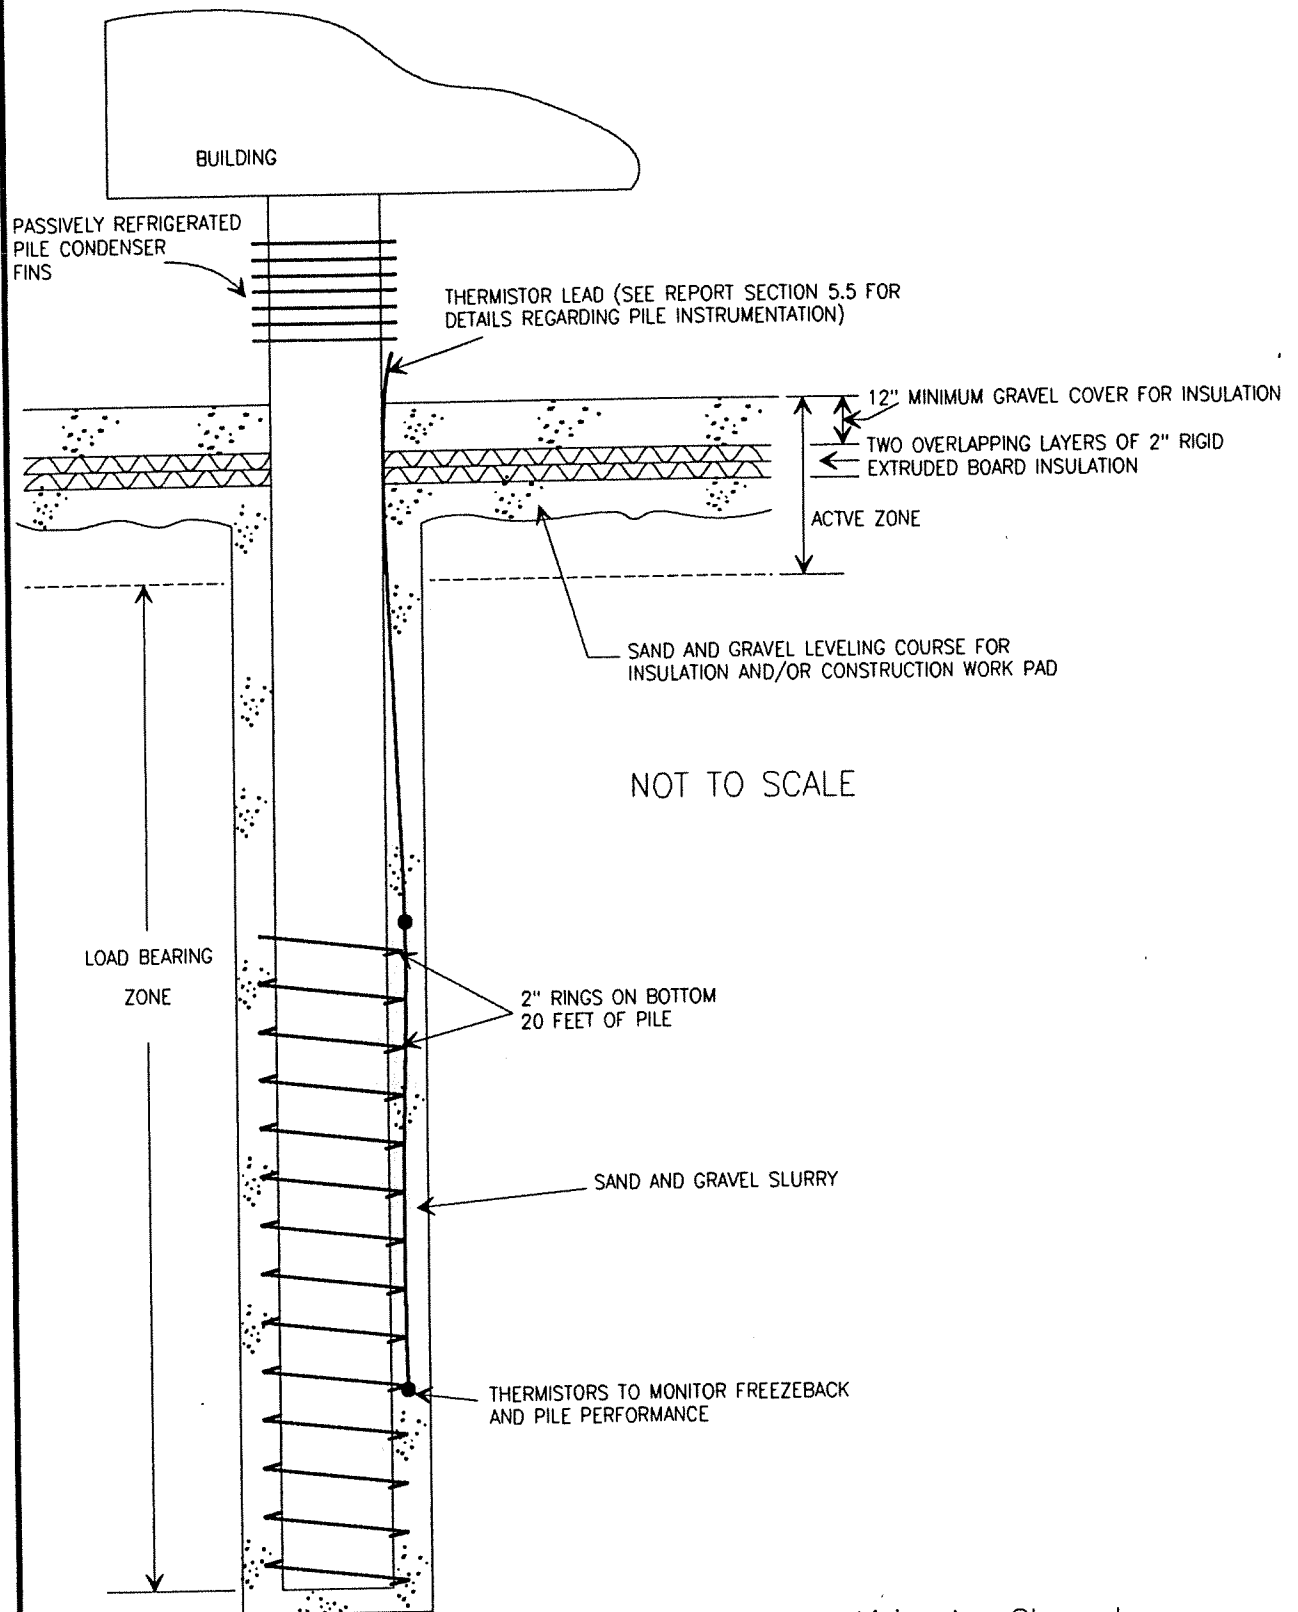 BUILDING
PASSIVELY REFRIGERATED
PILE CONDENSER
FINS
THERMISTOR LEAD (SEE REPORT SECTION 5.5 FOR
DETAILS REGARDING PILE INSTRUMENTATION)
12" MINIMUM GRAVEL COVER FOR INSULATION
TWO OVERLAPPING LAYERS OF 2" RIGID
EXTRUDED BOARD INSULATION
ACTVE ZONE
SAND AND GRAVEL LEVELING COURSE FOR
INSULATION AND/OR CONSTRUCTION WORK PAD
NOT TO SCALE
LOAD BEARING
ZONE
2" RINGS ON BOTTOM
20 FEET OF PILE
SAND AND GRAVEL SLURRY
THERMISTORS TO MONITOR FREEZEBACK
AND PILE PERFORMANCE